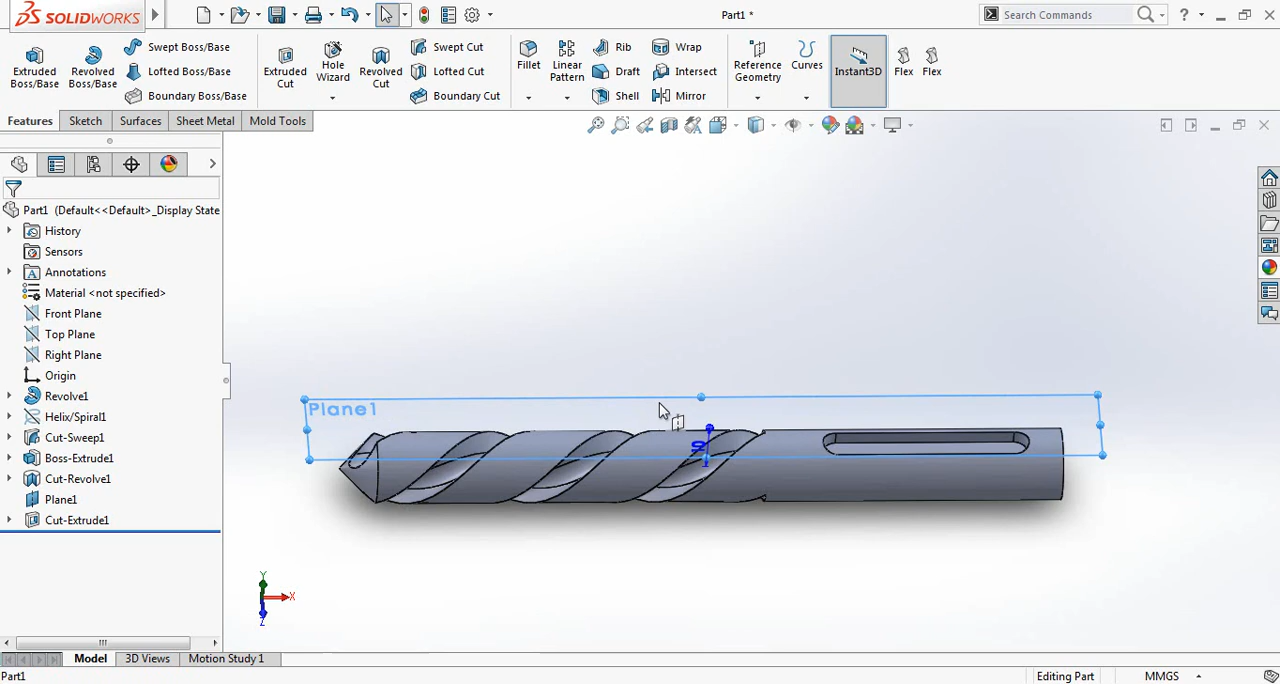 SOLIDWORKS
Part1 *
Search Commands
?
Extruded Boss/Base
Revolved Boss/Base
Swept Boss/Base
Lofted Boss/Base
Boundary Boss/Base
Extruded Cut
Hole Wizard
Revolved Cut
Swept Cut
Lofted Cut
Boundary Cut
Fillet
Linear Pattern
Rib
Draft
Shell
Wrap
Intersect
Mirror
Reference Geometry
Curves
Instant3D
Flex
Flex
Features
Sketch
Surfaces
Sheet Metal
Mold Tools
Part1 (Default<<Default>_Display State
History
Sensors
Annotations
Material <not specified>
Front Plane
Top Plane
Right Plane
Origin
Revolve1
Helix/Spiral1
Cut-Sweep1
Boss-Extrude1
Cut-Revolve1
Plane1
Cut-Extrude1
Plane1
Y
X
Z
Model
3D Views
Motion Study 1
Part1
Editing Part
MMGS